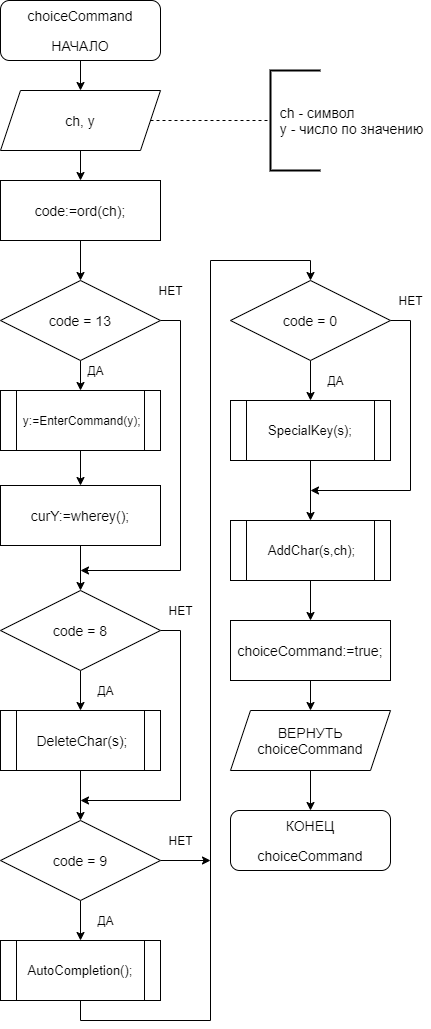 choiceCommand
НАЧАЛО
ch, y
ch - символ
y - число по значению
code:=ord(ch);
code = 13
НЕТ
ДА
y:=EnterCommand(y);
curY:=wherey();
code = 8
НЕТ
ДА
DeleteChar(s);
code = 9
НЕТ
ДА
AutoCompletion();
code = 0
НЕТ
ДА
SpecialKey(s);
AddChar(s,ch);
choiceCommand:=true;
ВЕРНУТЬ
choiceCommand
КОНЕЦ
choiceCommand